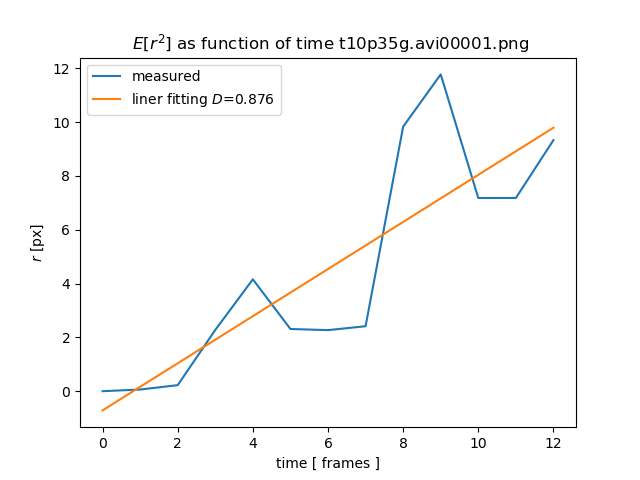 E[r²] as function of time t10p35g.avi00001.png
measured
liner fitting D=0.876
12
10
8
6
4
2
0
r [px]
0 2 4 6 8 10 12
time [ frames ]